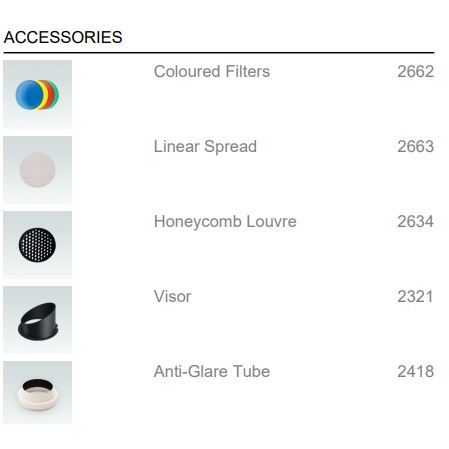 ACCESSORIES
Coloured Filters 2662
Linear Spread 2663
Honeycomb Louvre 2634
Visor 2321
Anti-Glare Tube 2418